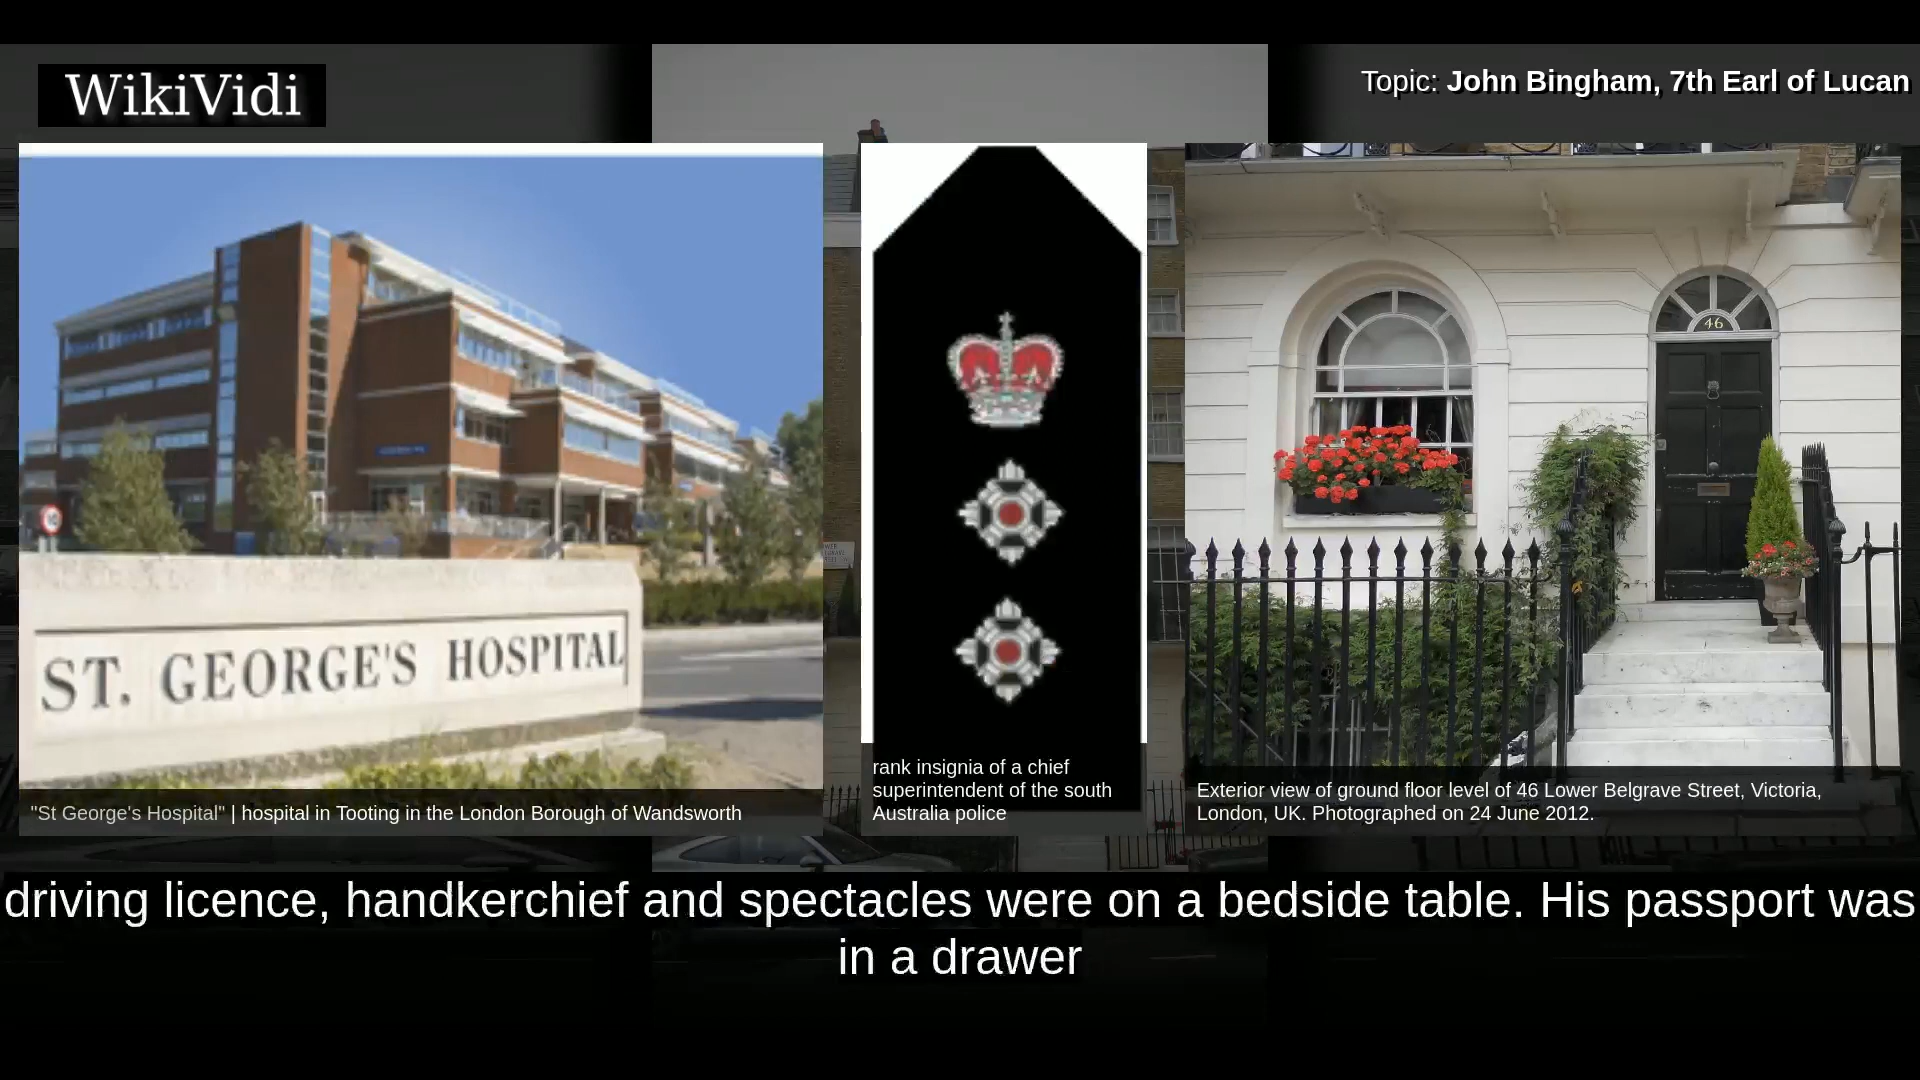 WikiVidi
Topic: John Bingham, 7th Earl of Lucan
46
ST. GEORGE'S HOSPITAL
"St George's Hospital" | hospital in Tooting in the London Borough of Wandsworth
rank insignia of a chief
superintendent of the south
Australia police
Exterior view of ground floor level of 46 Lower Belgrave Street, Victoria,
London, UK. Photographed on 24 June 2012.
driving licence, handkerchief and spectacles were on a bedside table. His passport was
in a drawer